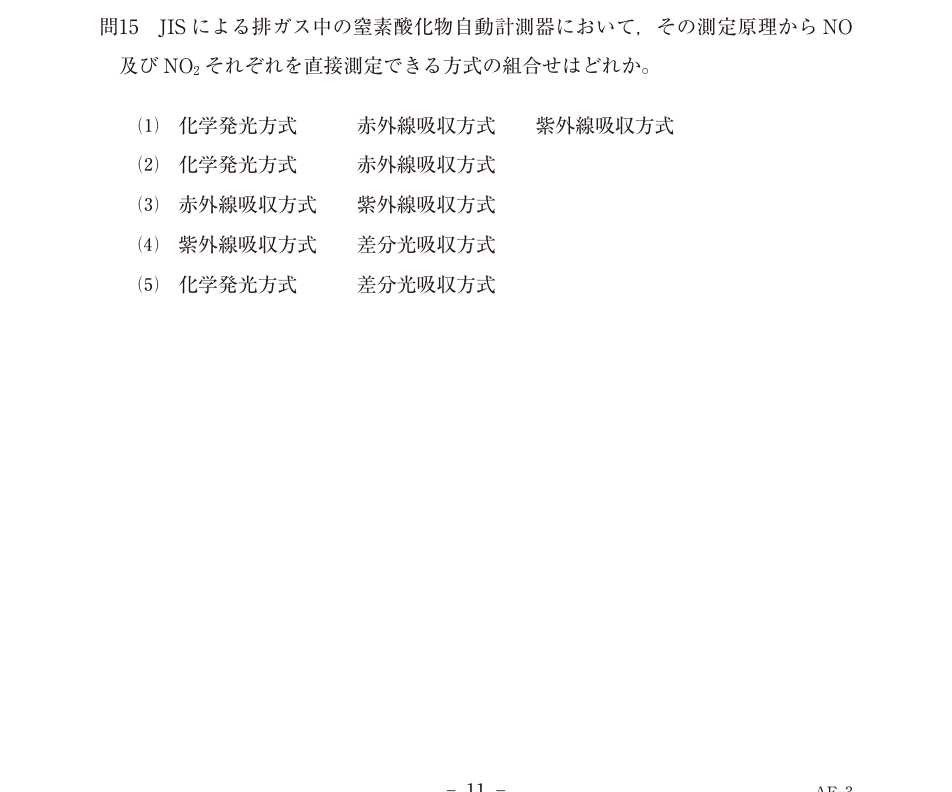 問15　JIS による排ガス中の窒素酸化物自動計測器において，その測定原理から NO
及び NO₂ それぞれを直接測定できる方式の組合せはどれか。
⑴　化学発光方式　　　赤外線吸収方式　　紫外線吸収方式
⑵　化学発光方式　　　赤外線吸収方式
⑶　赤外線吸収方式　　紫外線吸収方式
⑷　紫外線吸収方式　　差分光吸収方式
⑸　化学発光方式　　　差分光吸収方式
− 11 −